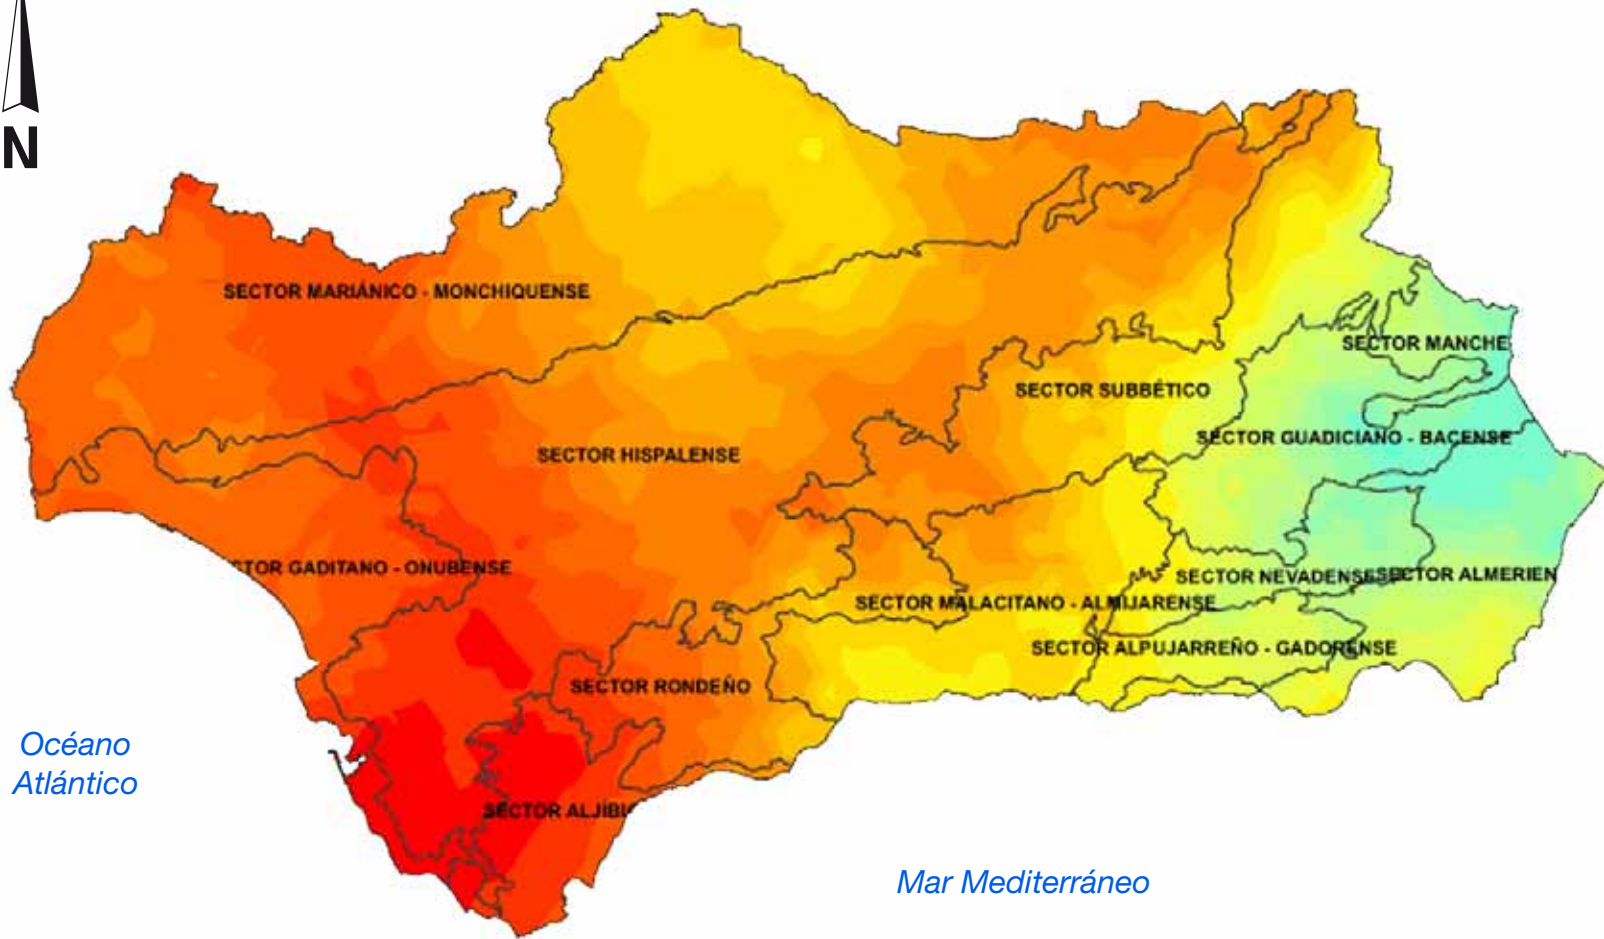 N
SECTOR MARIÁNICO - MONCHIQUENSE
SECTOR MANCHE
SECTOR SUBBÉTICO
SECTOR GUADICIANO - BACENSE
SECTOR HISPALENSE
CTOR GADITANO - ONUBENSE
SECTOR NEVADENSE
SECTOR ALMERIEN
SECTOR MALACITANO - ALMIJARENSE
SECTOR ALPUJARREÑO - GADORENSE
SECTOR RONDEÑO
Océano
Atlántico
SECTOR ALJIBI
Mar Mediterráneo